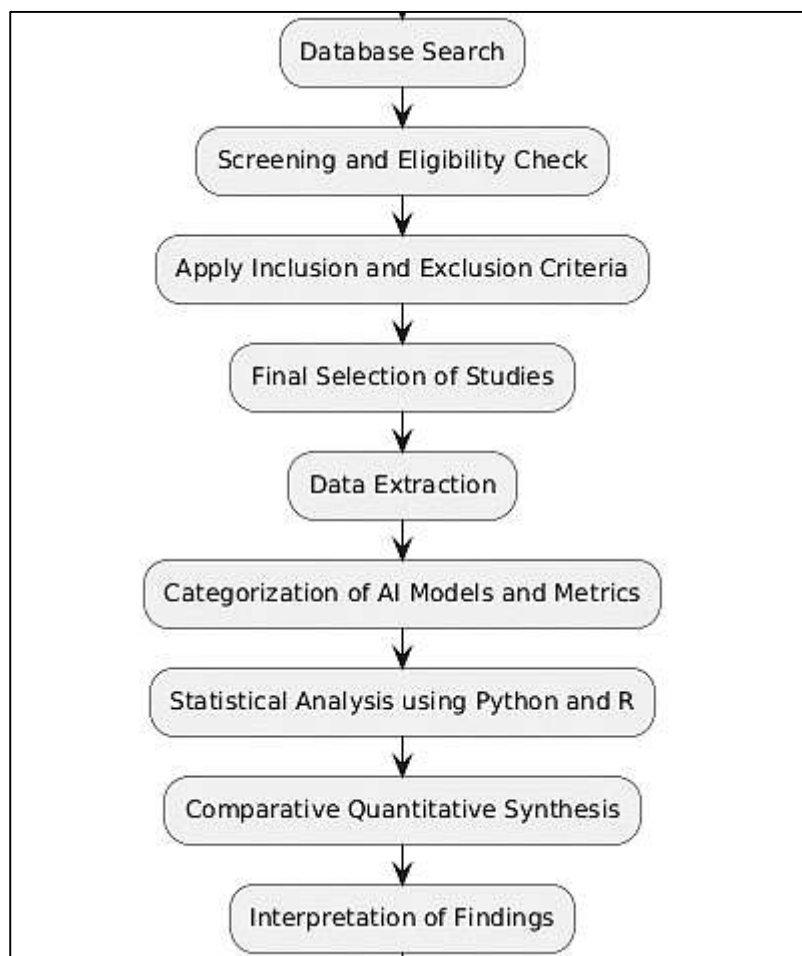 Database Search
Screening and Eligibility Check
Apply Inclusion and Exclusion Criteria
Final Selection of Studies
Data Extraction
Categorization of AI Models and Metrics
Statistical Analysis using Python and R
Comparative Quantitative Synthesis
Interpretation of Findings